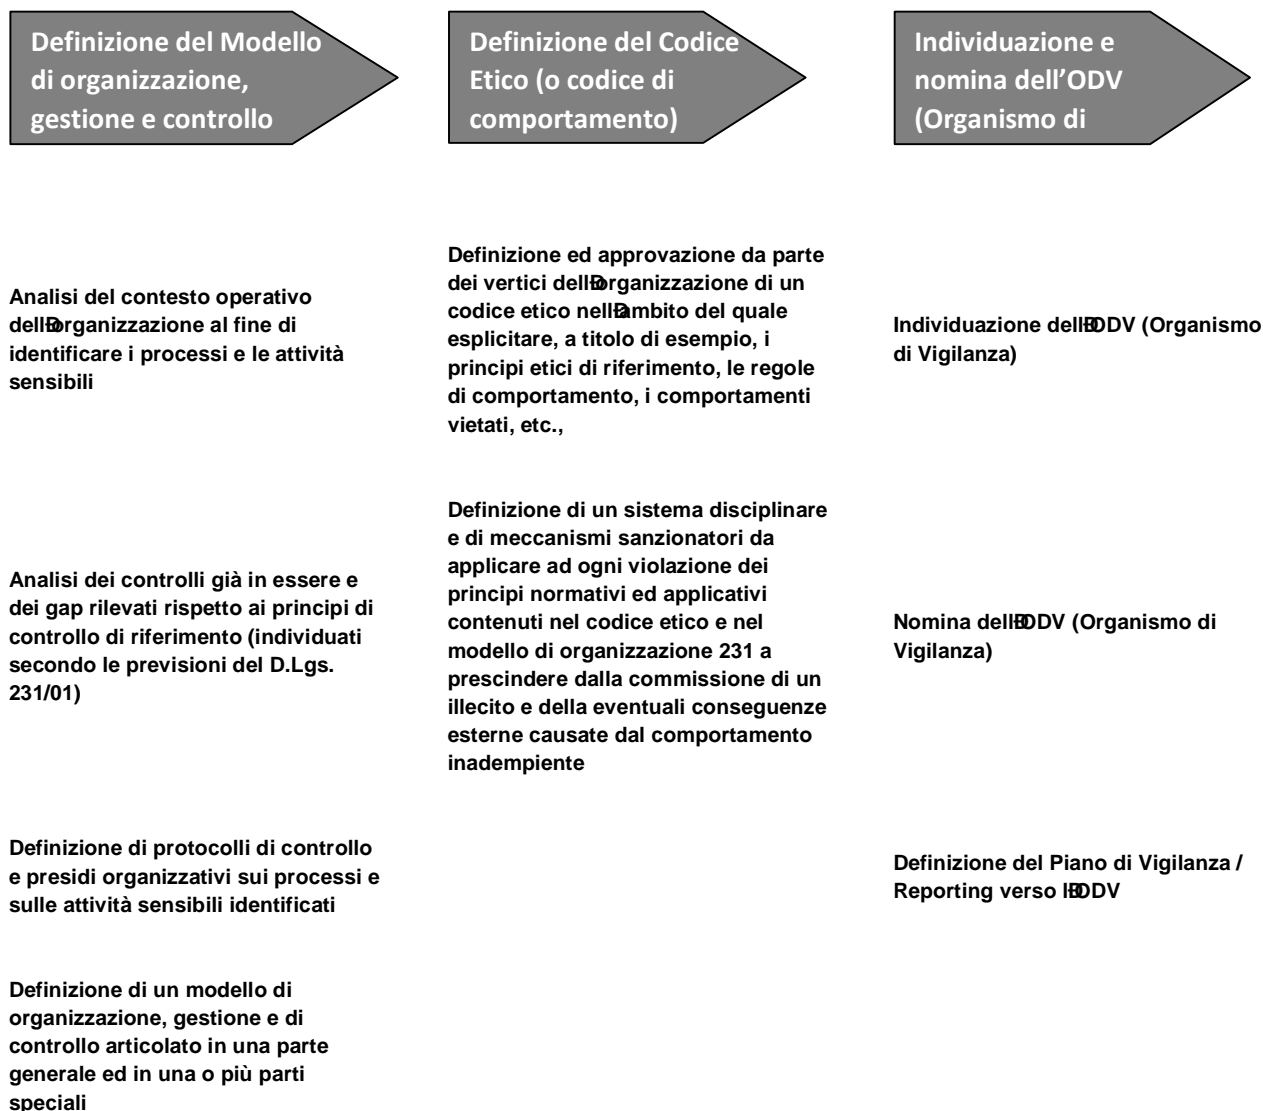 Definizione del Modello
di organizzazione,
gestione e controllo
Definizione del Codice
Etico (o codice di
comportamento)
Individuazione e
nomina dell’ODV
(Organismo di
Analisi del contesto operativo
dell’organizzazione al fine di
identificare i processi e le attività
sensibili
Analisi dei controlli già in essere e
dei gap rilevati rispetto ai principi di
controllo di riferimento (individuati
secondo le previsioni del D.Lgs.
231/01)
Definizione di protocolli di controllo
e presidi organizzativi sui processi e
sulle attività sensibili identificati
Definizione di un modello di
organizzazione, gestione e di
controllo articolato in una parte
generale ed in una o più parti
speciali
Definizione ed approvazione da parte
dei vertici dell’organizzazione di un
codice etico nell’ambito del quale
esplicitare, a titolo di esempio, i
principi etici di riferimento, le regole
di comportamento, i comportamenti
vietati, etc.,
Definizione di un sistema disciplinare
e di meccanismi sanzionatori da
applicare ad ogni violazione dei
principi normativi ed applicativi
contenuti nel codice etico e nel
modello di organizzazione 231 a
prescindere dalla commissione di un
illecito e della eventuali conseguenze
esterne causate dal comportamento
inadempiente
Individuazione dell’ODV (Organismo
di Vigilanza)
Nomina dell’ODV (Organismo di
Vigilanza)
Definizione del Piano di Vigilanza /
Reporting verso l’ODV